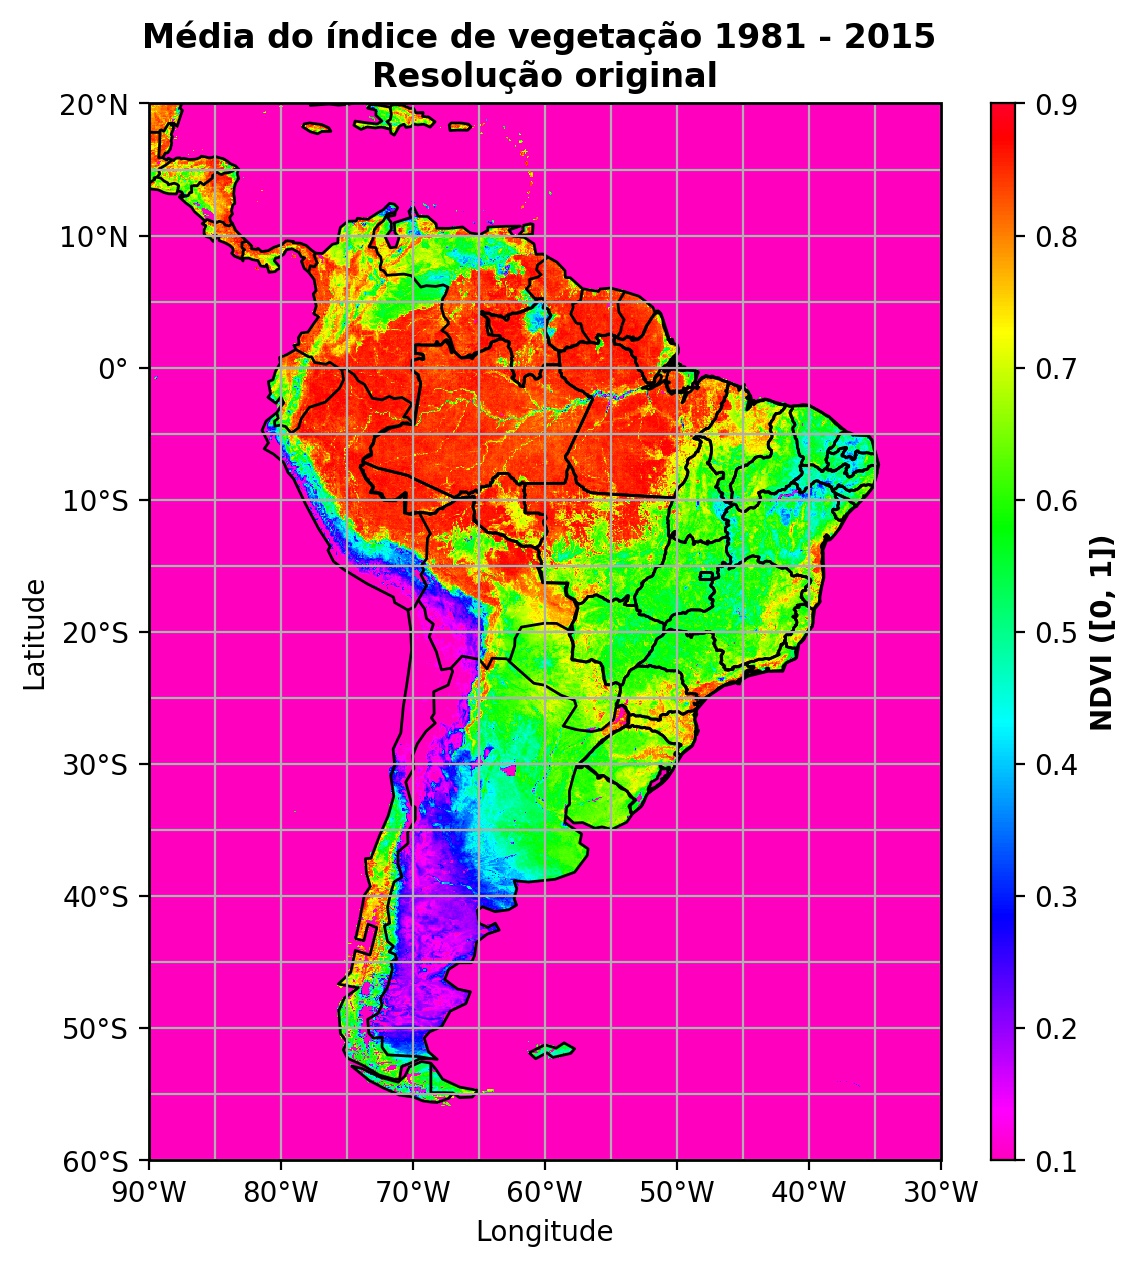 Média do índice de vegetação 1981 - 2015
Resolução original
20°N
10°N
0°
10°S
20°S
30°S
40°S
50°S
60°S
Latitude
90°W 80°W 70°W 60°W 50°W 40°W 30°W
Longitude
0.9
0.8
0.7
0.6
0.5
0.4
0.3
0.2
0.1
NDVI ([0, 1])